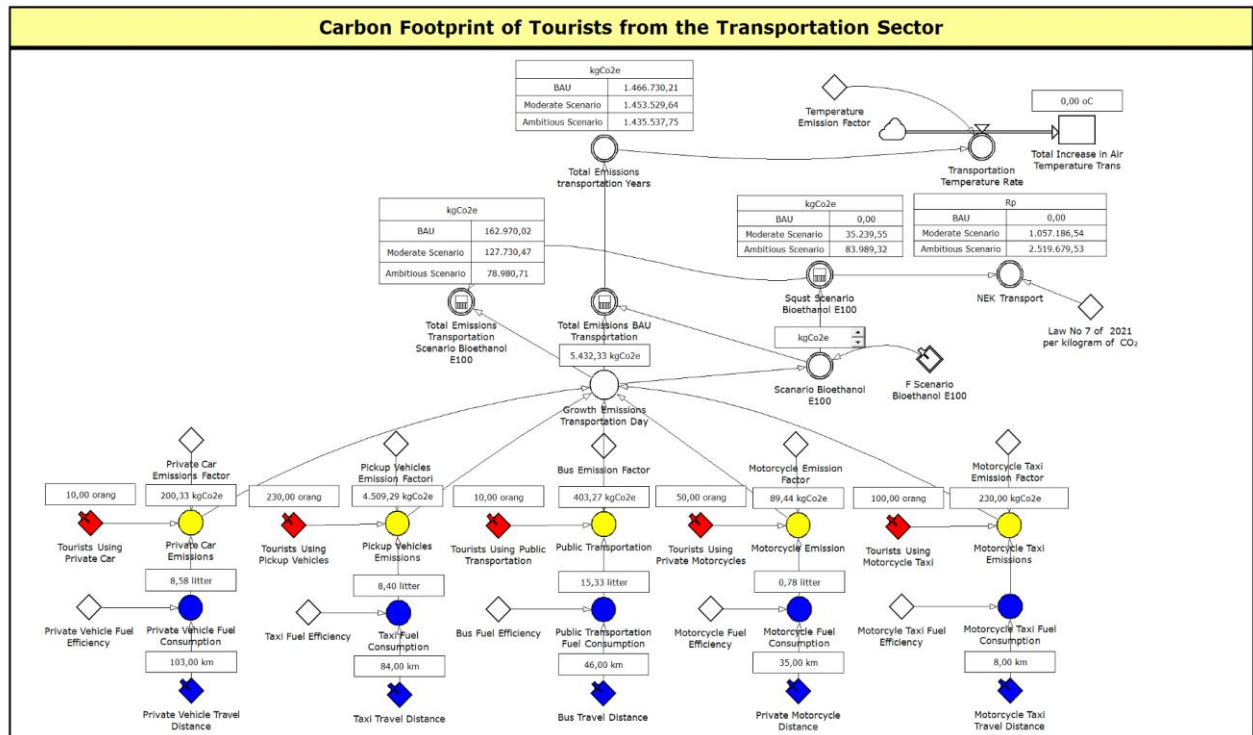 Carbon Footprint of Tourists from the Transportation Sector
kgCo2e
BAU 1.466.730,21
Moderate Scenario 1.453.529,64
Ambitious Scenario 1.435.537,75
Total Emissions
transportation Years
Temperature
Emission Factor
0,00 oC
Total Increase in Air
Temperature Trans
Transportation
Temperature Rate
kgCo2e
BAU 162.970,02
Moderate Scenario 127.730,47
Ambitious Scenario 78.980,71
Total Emissions
Transportation
Scenario Bioethanol
E100
Total Emissions BAU
Transportation
5.432,33 kgCo2e
Growth Emissions
Transportation Day
kgCo2e
BAU 0,00
Moderate Scenario 35.239,55
Ambitious Scenario 83.989,32
Squst Scenario
Bioethanol E100
Rp
BAU 0,00
Moderate Scenario 1.057.186,54
Ambitious Scenario 2.519.679,53
NEK Transport
Law No 7 of 2021
per kilogram of CO₂
kgCo2e
Scanario Bioethanol
E100
F Scenario
Bioethanol E100
Private Car
Emissions Factor
Pickup Vehicles
Emission Factori
Bus Emission Factor
Motorcycle Emission
Factor
Motorcycle Taxi
Emission Factor
10,00 orang
200,33 kgCo2e
230,00 orang
4.509,29 kgCo2e
10,00 orang
403,27 kgCo2e
50,00 orang
89,44 kgCo2e
100,00 orang
230,00 kgCo2e
Tourists Using
Private Car
Private Car
Emissions
Tourists Using
Pickup Vehicles
Pickup Vehicles
Emissions
Tourists Using Public
Transportation
Public Transportation
Tourists Using
Private Motorcycles
Motorcycle Emission
Tourists Using
Motorcycle Taxi
Motorcycle Taxi
Emissions
8,58 litter
8,40 litter
15,33 litter
0,78 litter
Private Vehicle Fuel
Efficiency
Private Vehicle Fuel
Consumption
Taxi Fuel Efficiency
Taxi Fuel
Consumption
Bus Fuel Efficiency
Public Transportation
Fuel Consumption
Motorcycle Fuel
Efficiency
Motorcycle Fuel
Consumption
Motorcyle Taxi Fuel
Efficiency
Motorcycle Taxi Fuel
Consumption
103,00 km
84,00 km
46,00 km
35,00 km
8,00 km
Private Vehicle Travel
Distance
Taxi Travel Distance
Bus Travel Distance
Private Motorcycle
Distance
Motorcycle Taxi
Travel Distance